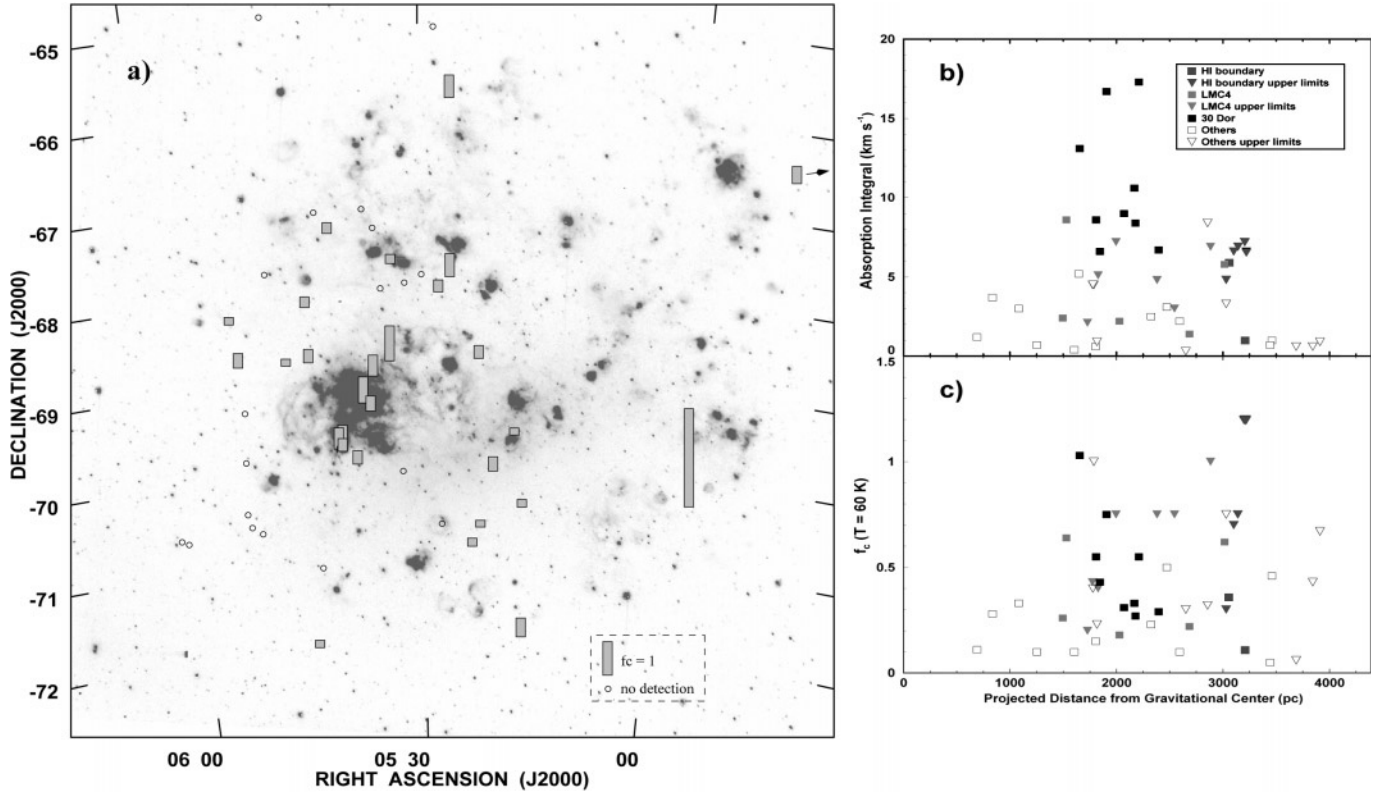 a)
-65
-66
-67
-68
-69
-70
-71
-72
DECLINATION (J2000)
fc = 1
no detection
06 00
05 30
00
RIGHT ASCENSION (J2000)
b)
20
15
10
5
0
Absorption Integral (km s⁻¹)
HI boundary
HI boundary upper limits
LMC4
LMC4 upper limits
30 Dor
Others
Others upper limits
c)
1.5
1
0.5
0
f_c (T = 60 K)
0
1000
2000
3000
4000
Projected Distance from Gravitational Center (pc)